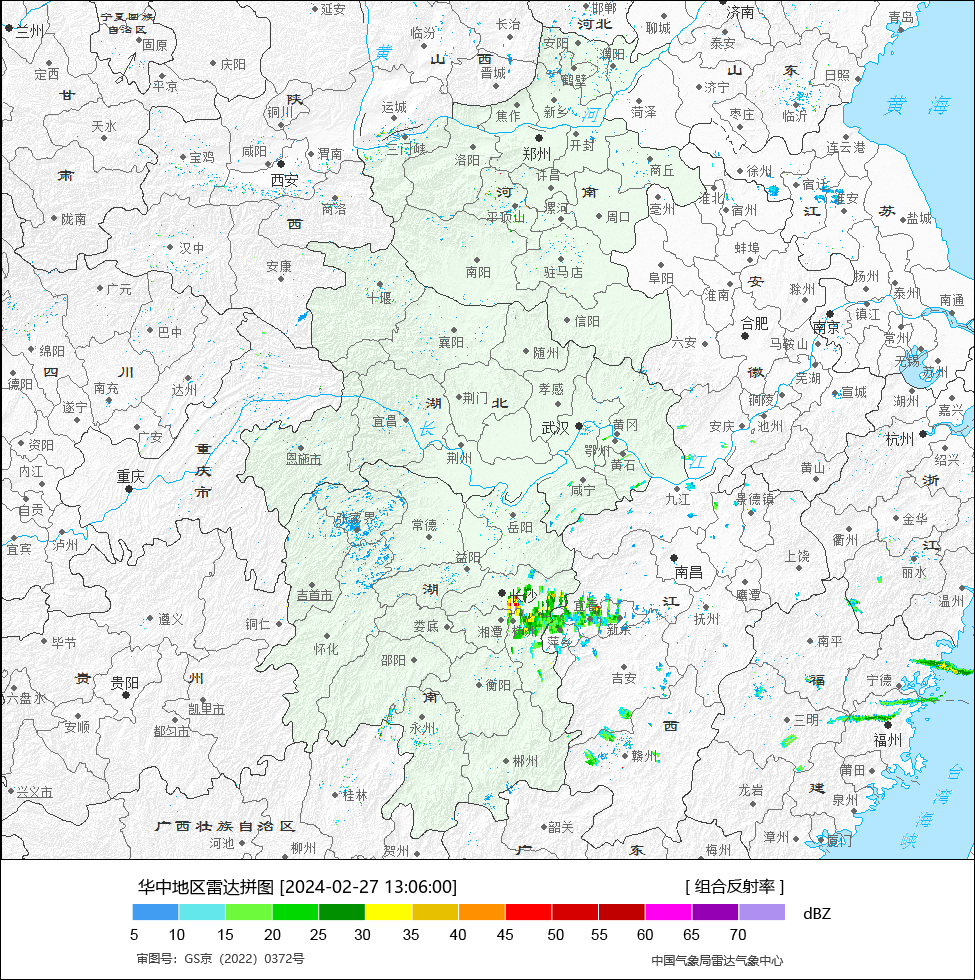 延安 邯郸 济南
宁夏回族 长治 河北 聊城 青岛
兰州 自治区 临汾 安阳 濮阳 泰安
固原 黄 山 西
定西 庆阳 晋城 鹤壁 山 东 日照
甘 平凉 陕 济宁
铜川 运城 焦作 新乡 河 菏泽 枣庄 临沂 黄 海
天水 三门峡 郑州 开封 连云港
宝鸡 咸阳 渭南 洛阳
肃 西安 许昌 商丘 徐州
河 南 淮北 宿迁 淮安
陇南 商洛 平顶山 漯河 周口 亳州 宿州 江 苏 盐城
西
汉中 蚌埠
安康 南阳 驻马店 阜阳 安 扬州
广元 十堰 淮南 滁州 泰州 南通
巴中 信阳 合肥 南京 镇江
绵阳 襄阳 随州 六安 马鞍山 常州
四 川 无锡 苏州
德阳 南充 达州 徽 芜湖
遂宁 湖 荆门 北 孝感 铜陵 宣城 湖州
宜昌 长 武汉 黄冈 安庆 池州 嘉兴
资阳 广安 重 杭州
恩施市 荆州 鄂州 黄石 江 黄山 绍兴
内江 重庆 庆 浙
自贡 市 咸宁 九江 景德镇
张家界 常德 岳阳 衢州 金华
宜宾 泸州 益阳 南昌 上饶 江
丽水
吉首市 湖 长沙 鹰潭 温州
宜春 江
遵义 铜仁 娄底 湘潭 新余 抚州
毕节 怀化 萍乡 南平
邵阳
贵 贵阳 州 衡阳 吉安 福 宁德
六盘水 南
凯里市
安顺 都匀市 永州 西 三明 福州
郴州 赣州
莆田 台
兴义市 桂林 龙岩 建 泉州 湾
广西壮族自治区 韶关 漳州 厦门 海
河池 柳州 贺州 广 东 梅州 峡
华中地区雷达拼图 [2024-02-27 13:06:00] [ 组合反射率 ]
dBZ
5 10 15 20 25 30 35 40 45 50 55 60 65 70
审图号：GS京（2022）0372号 中国气象局雷达气象中心